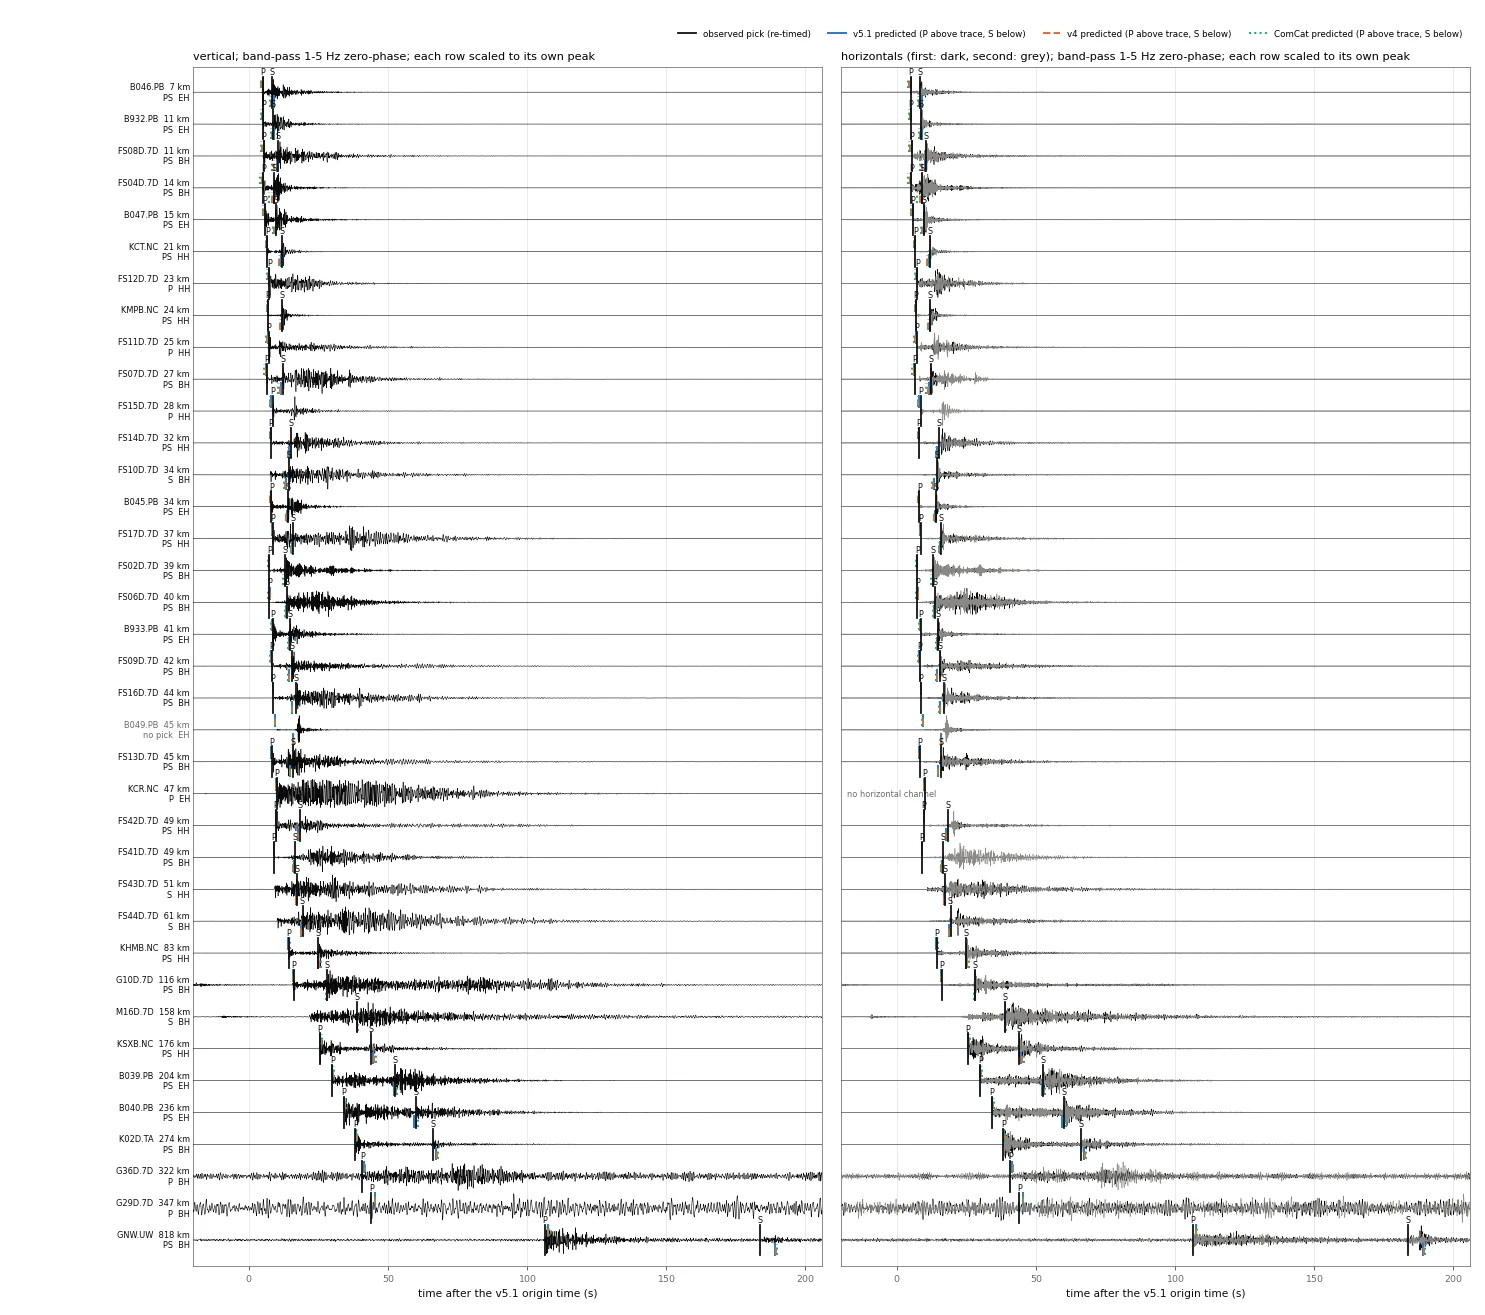 observed pick (re-timed)
v5.1 predicted (P above trace, S below)
v4 predicted (P above trace, S below)
ComCat predicted (P above trace, S below)
vertical; band-pass 1-5 Hz zero-phase; each row scaled to its own peak
horizontals (first: dark, second: grey); band-pass 1-5 Hz zero-phase; each row scaled to its own peak
B046.PB 7 km
PS EH
B932.PB 11 km
PS EH
FS08D.7D 11 km
PS BH
FS04D.7D 14 km
PS BH
B047.PB 15 km
PS EH
KCT.NC 21 km
PS HH
FS12D.7D 23 km
P HH
KMPB.NC 24 km
PS HH
FS11D.7D 25 km
P HH
FS07D.7D 27 km
PS BH
FS15D.7D 28 km
P HH
FS14D.7D 32 km
PS HH
FS10D.7D 34 km
S BH
B045.PB 34 km
PS EH
FS17D.7D 37 km
PS HH
FS02D.7D 39 km
PS BH
FS06D.7D 40 km
PS BH
B933.PB 41 km
PS EH
FS09D.7D 42 km
PS BH
FS16D.7D 44 km
PS BH
B049.PB 45 km
no pick EH
FS13D.7D 45 km
PS BH
KCR.NC 47 km
P EH
no horizontal channel
FS42D.7D 49 km
PS HH
FS41D.7D 49 km
PS BH
FS43D.7D 51 km
S HH
FS44D.7D 61 km
S BH
KHMB.NC 83 km
PS HH
G10D.7D 116 km
PS BH
M16D.7D 158 km
S BH
KSXB.NC 176 km
PS HH
B039.PB 204 km
PS EH
B040.PB 236 km
PS EH
K02D.TA 274 km
PS BH
G36D.7D 322 km
P BH
G29D.7D 347 km
P BH
GNW.UW 818 km
PS BH
0 50 100 150 200
0 50 100 150 200
time after the v5.1 origin time (s)
time after the v5.1 origin time (s)